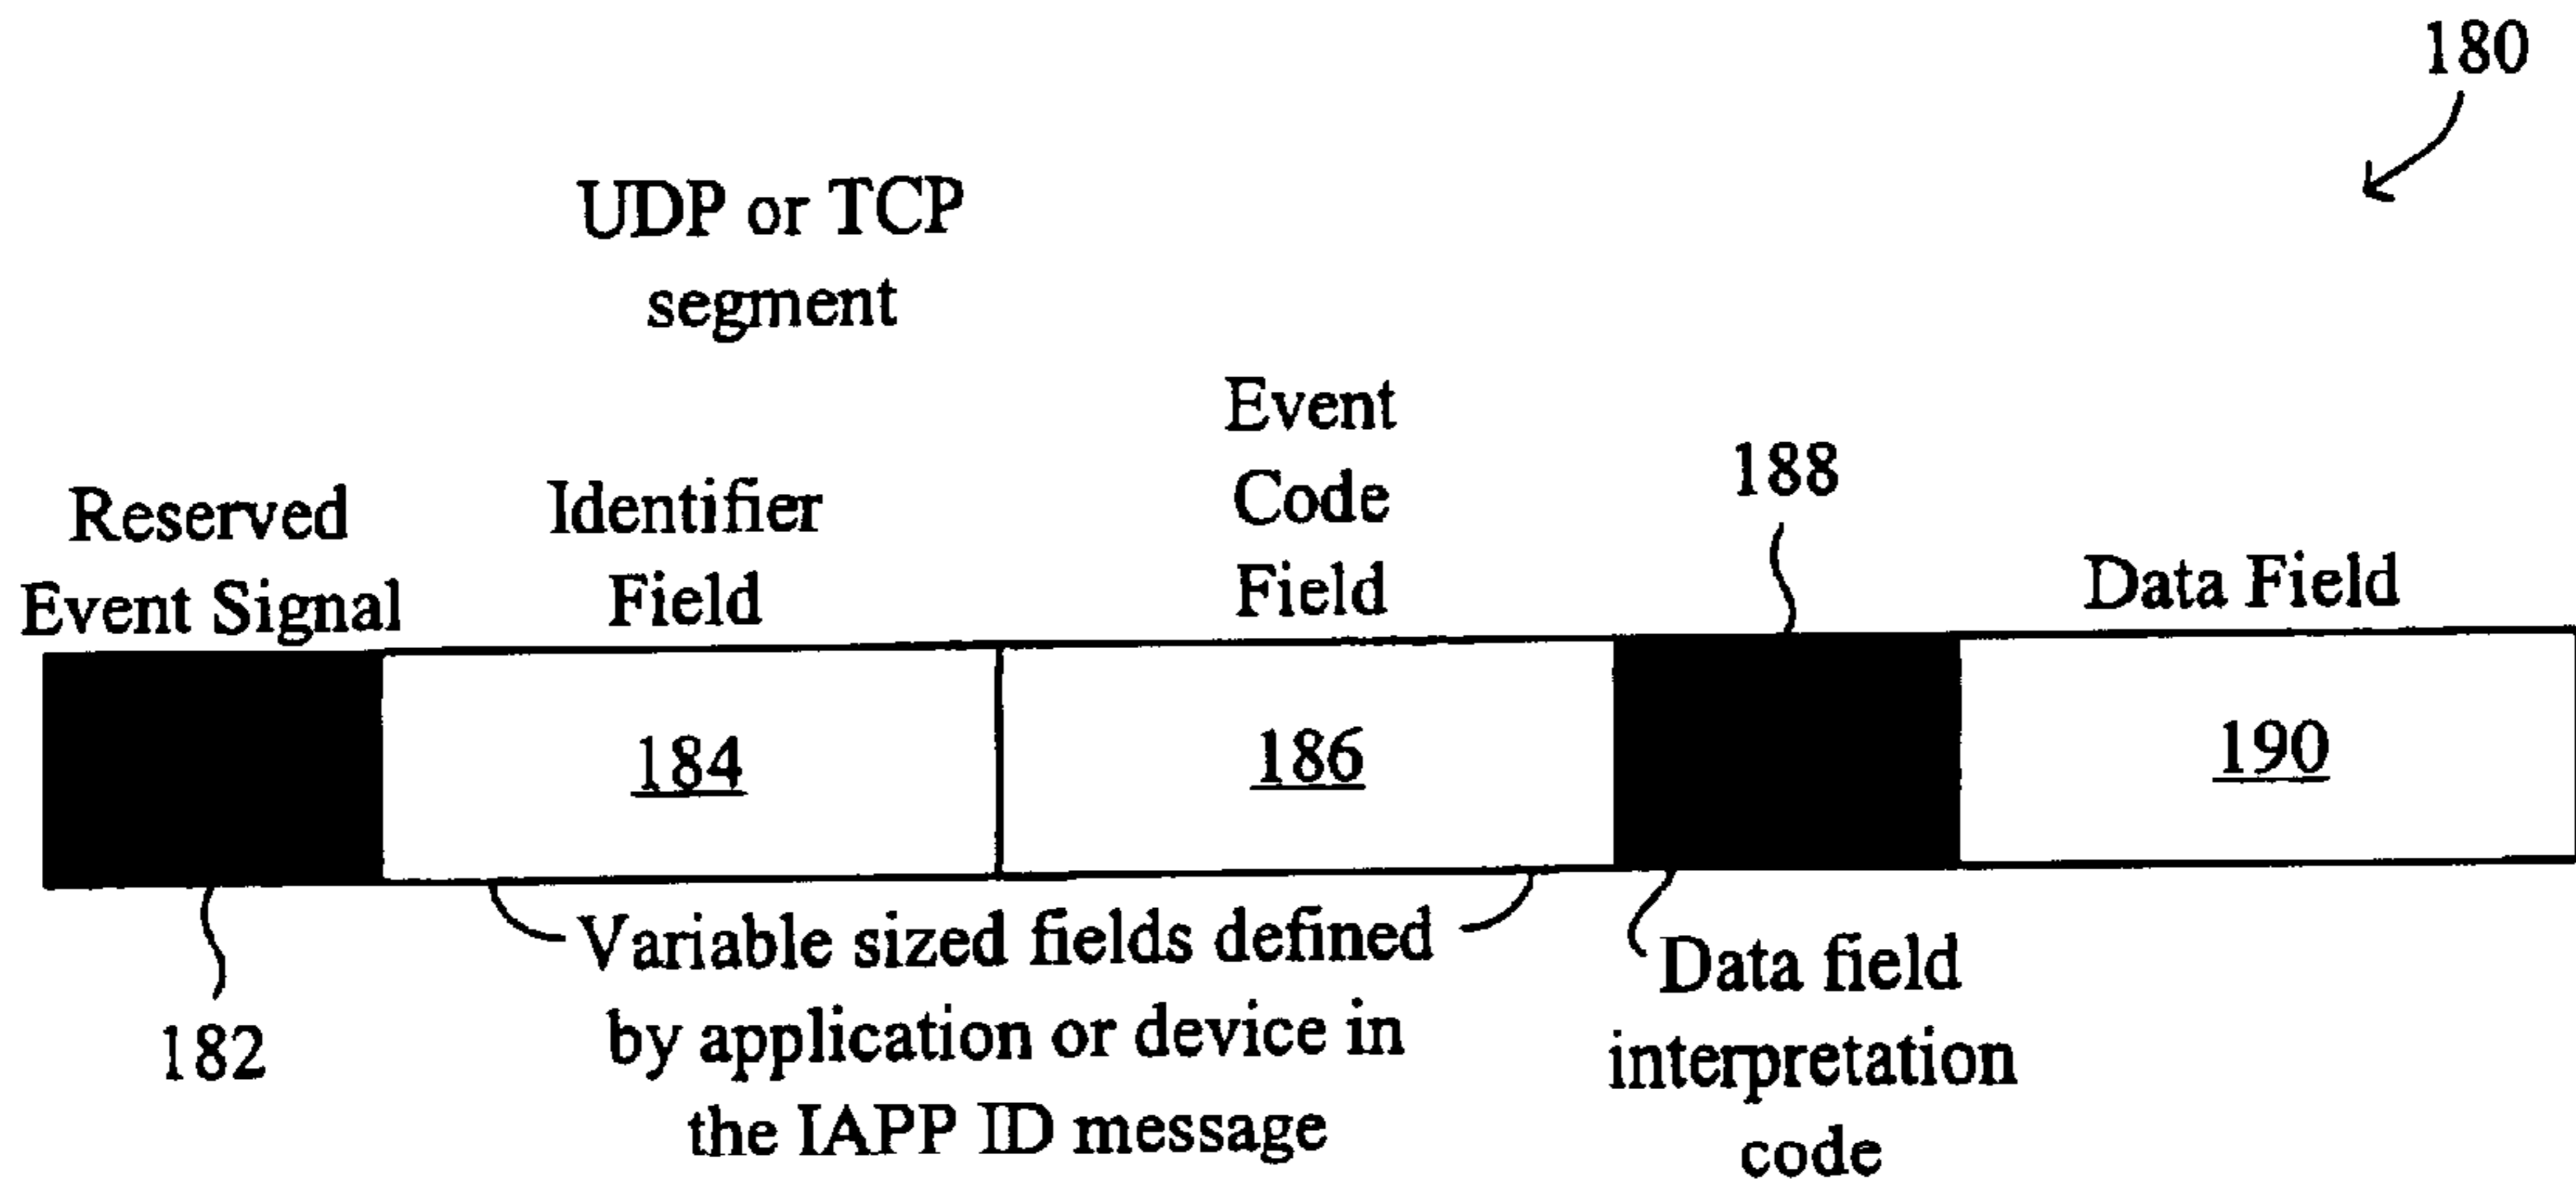 180
UDP or TCP
segment
Reserved
Event Signal
Identifier
Field
Event
Code
Field
188
Data Field
184
186
190
182
Variable sized fields defined
by application or device in
the IAPP ID message
Data field
interpretation
code